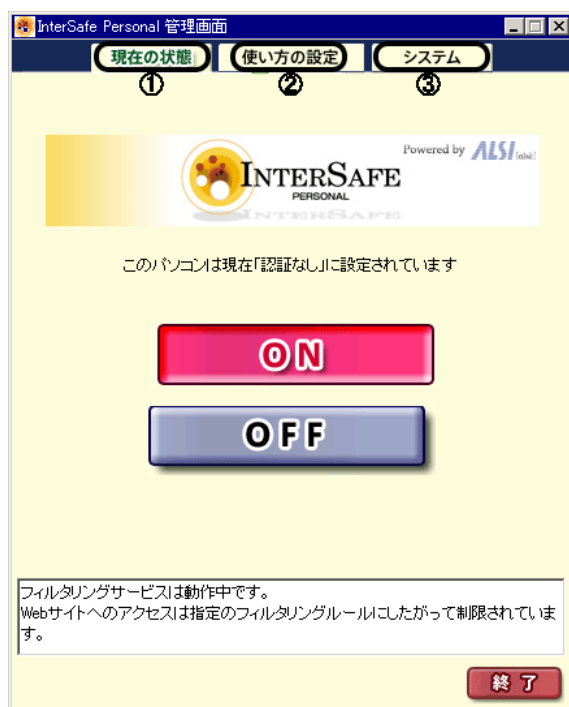 InterSafe Personal 管理画面
現在の状態 使い方の設定 システム
① ② ③
Powered by ALSI
INTERSAFE
PERSONAL
INTERSAFE
このパソコンは現在「認証なし」に設定されています
ON
OFF
フィルタリングサービスは動作中です。
Webサイトへのアクセスは指定のフィルタリングルールにしたがって制限されていま
す。
終了